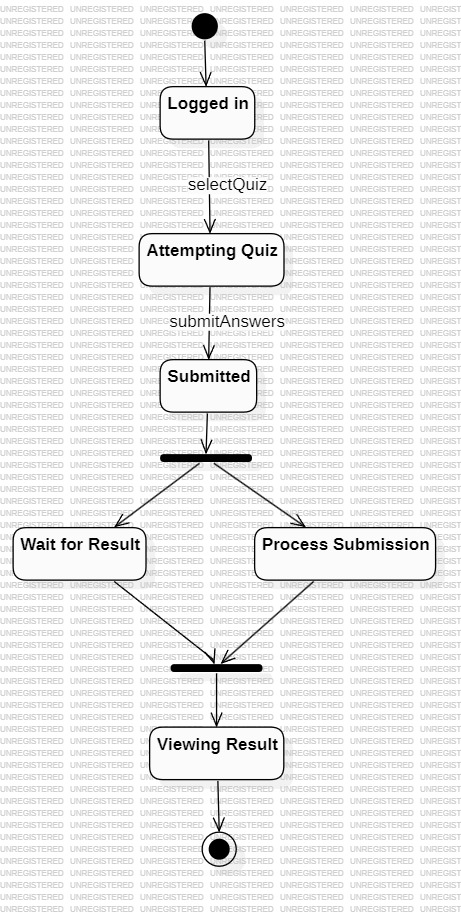 Logged in
selectQuiz
Attempting Quiz
submitAnswers
Submitted
Wait for Result
Process Submission
Viewing Result
UNREGISTERED